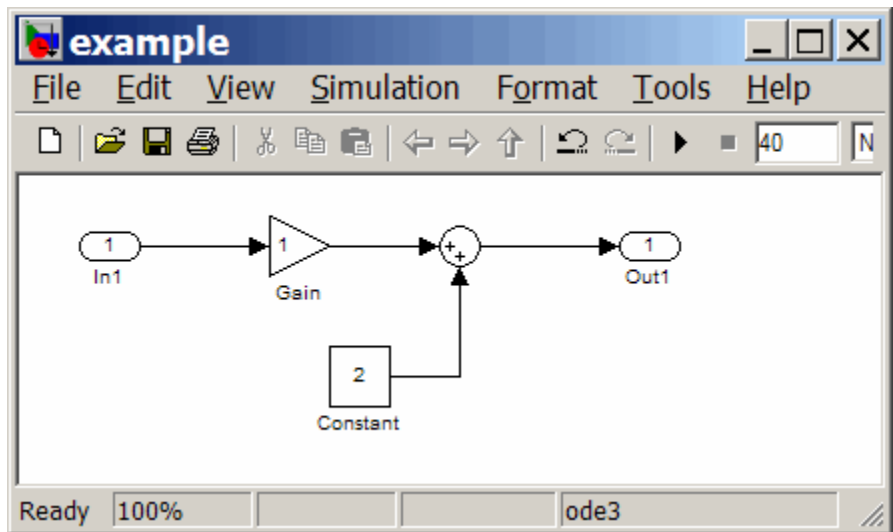 example
File Edit View Simulation Format Tools Help
40 N
1 1 + + 1
In1 Gain Out1
2
Constant
Ready 100% ode3